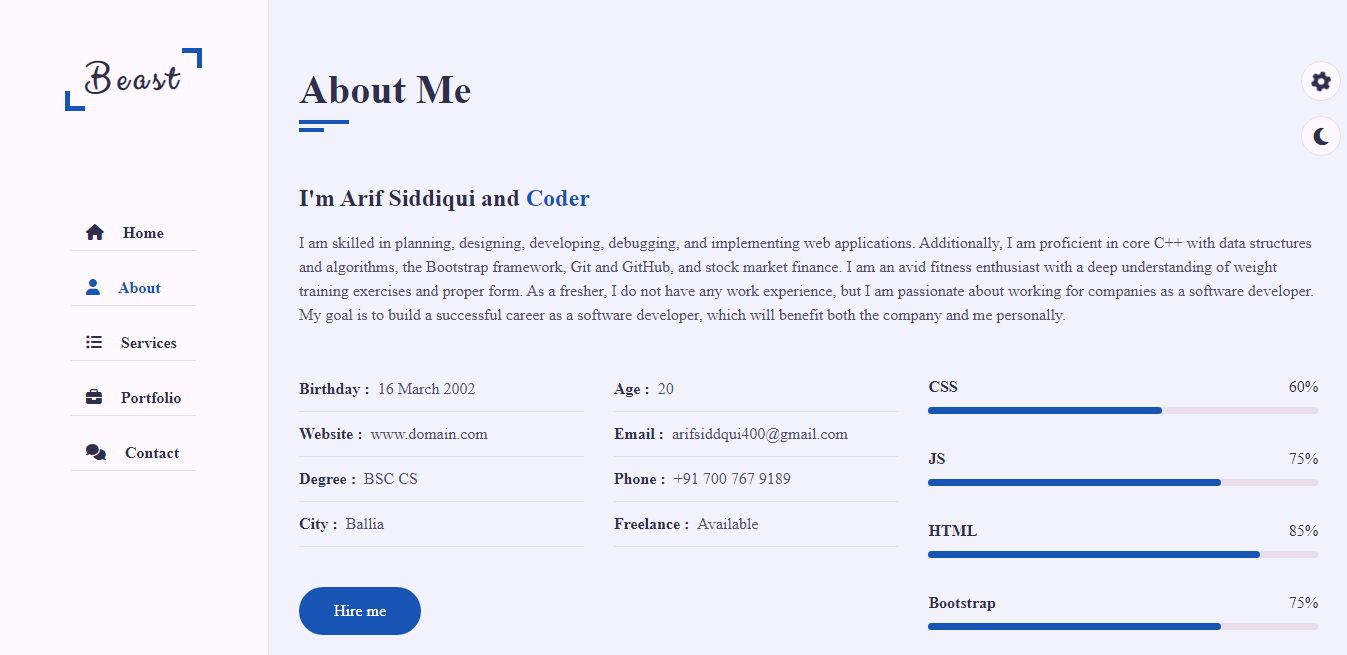 Beast
Home
About
Services
Portfolio
Contact
About Me
I'm Arif Siddiqui and Coder
I am skilled in planning, designing, developing, debugging, and implementing web applications. Additionally, I am proficient in core C++ with data structures
and algorithms, the Bootstrap framework, Git and GitHub, and stock market finance. I am an avid fitness enthusiast with a deep understanding of weight
training exercises and proper form. As a fresher, I do not have any work experience, but I am passionate about working for companies as a software developer.
My goal is to build a successful career as a software developer, which will benefit both the company and me personally.
Birthday : 16 March 2002
Age : 20
Website : www.domain.com
Email : arifsiddqui400@gmail.com
Degree : BSC CS
Phone : +91 700 767 9189
City : Ballia
Freelance : Available
Hire me
CSS 60%
JS 75%
HTML 85%
Bootstrap 75%